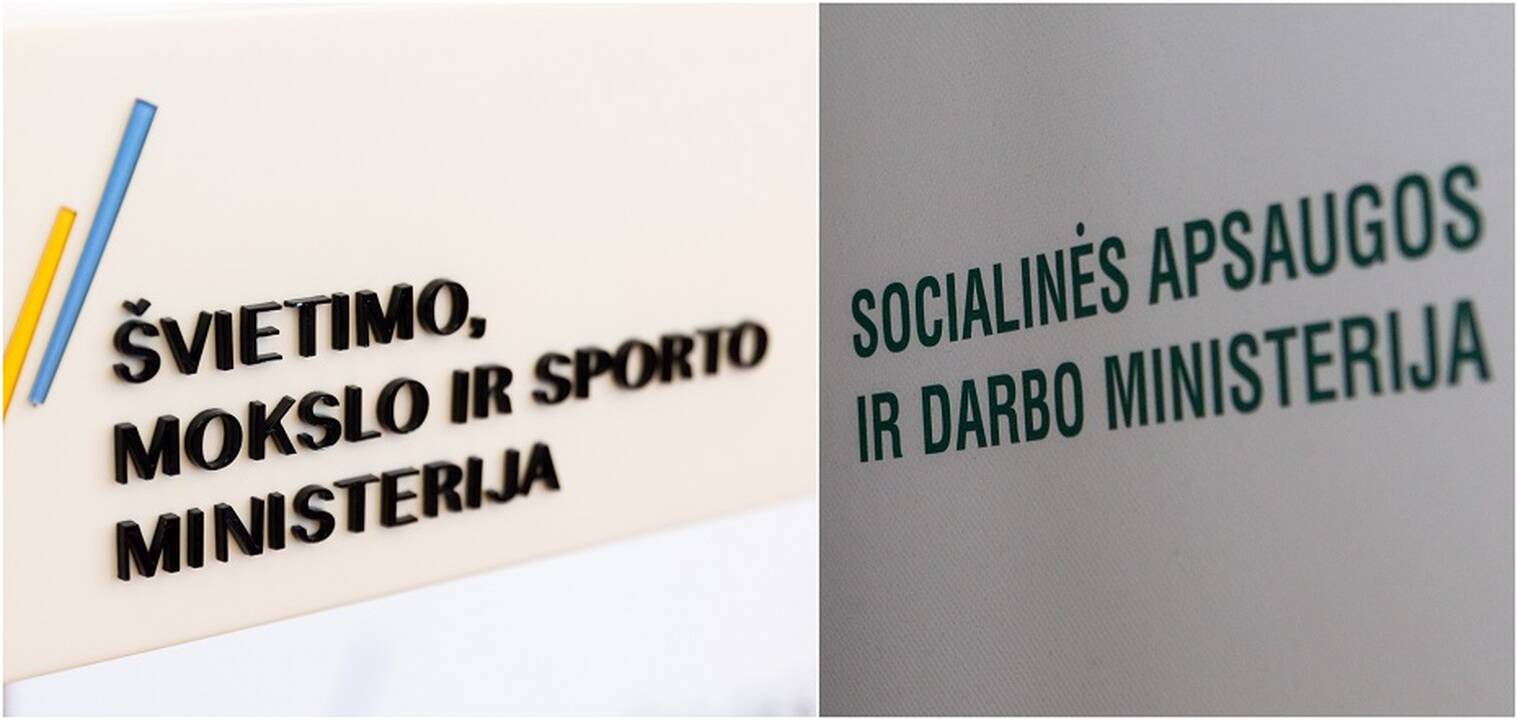 ŠVIETIMO,
MOKSLO IR SPORTO
MINISTERIJA
SOCIALINĖS APSAUGOS
IR DARBO MINISTERIJA